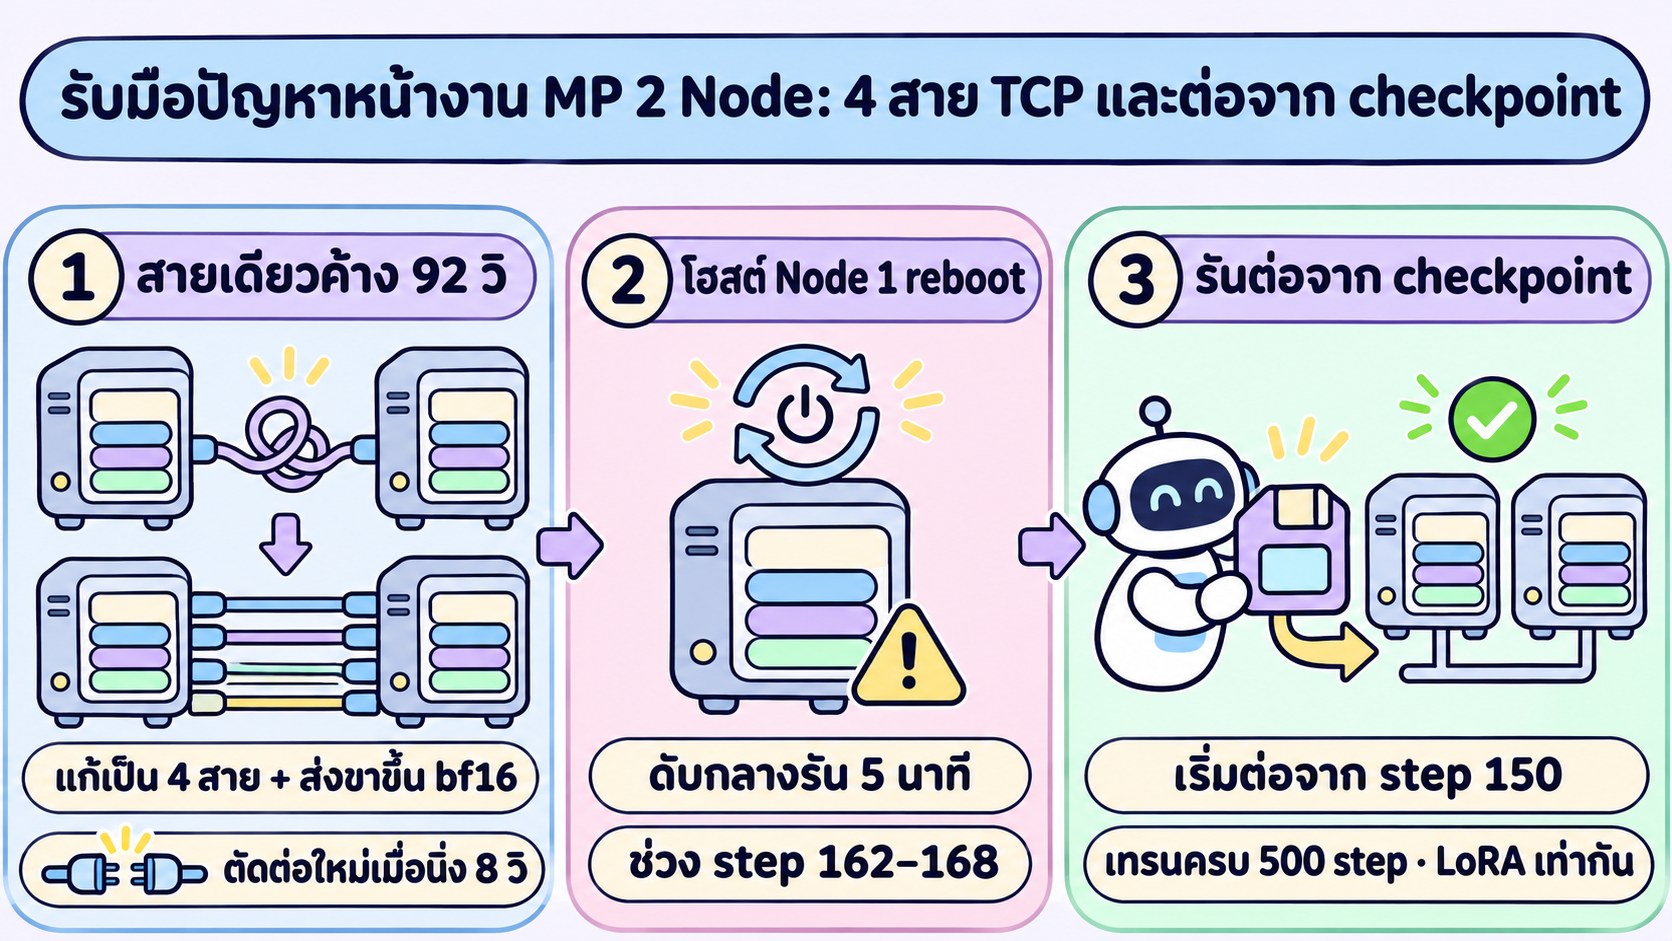 รับมือปัญหาหน้างาน MP 2 Node: 4 สาย TCP และต่อจาก checkpoint
1 สายเดียวค้าง 92 วิ
แก้เป็น 4 สาย + ส่งขาขึ้น bf16
ตัดต่อใหม่เมื่อนิ่ง 8 วิ
2 โฮสต์ Node 1 reboot
ดับกลางรัน 5 นาที
ช่วง step 162–168
3 รันต่อจาก checkpoint
เริ่มต่อจาก step 150
เทรนครบ 500 step · LoRA เท่ากัน